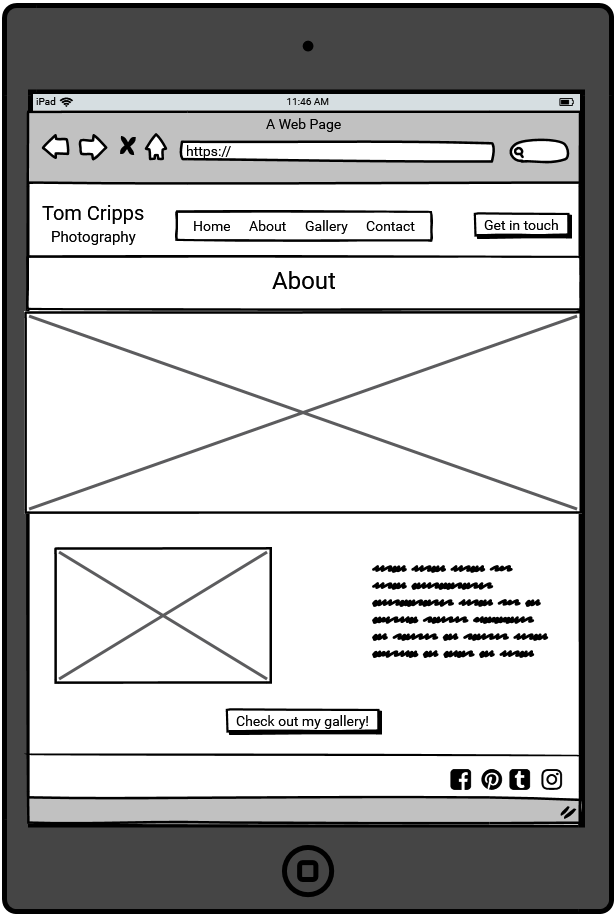 iPad 11:46 AM
A Web Page
https://
Tom Cripps
Photography
Home About Gallery Contact
Get in touch
About
Check out my gallery!